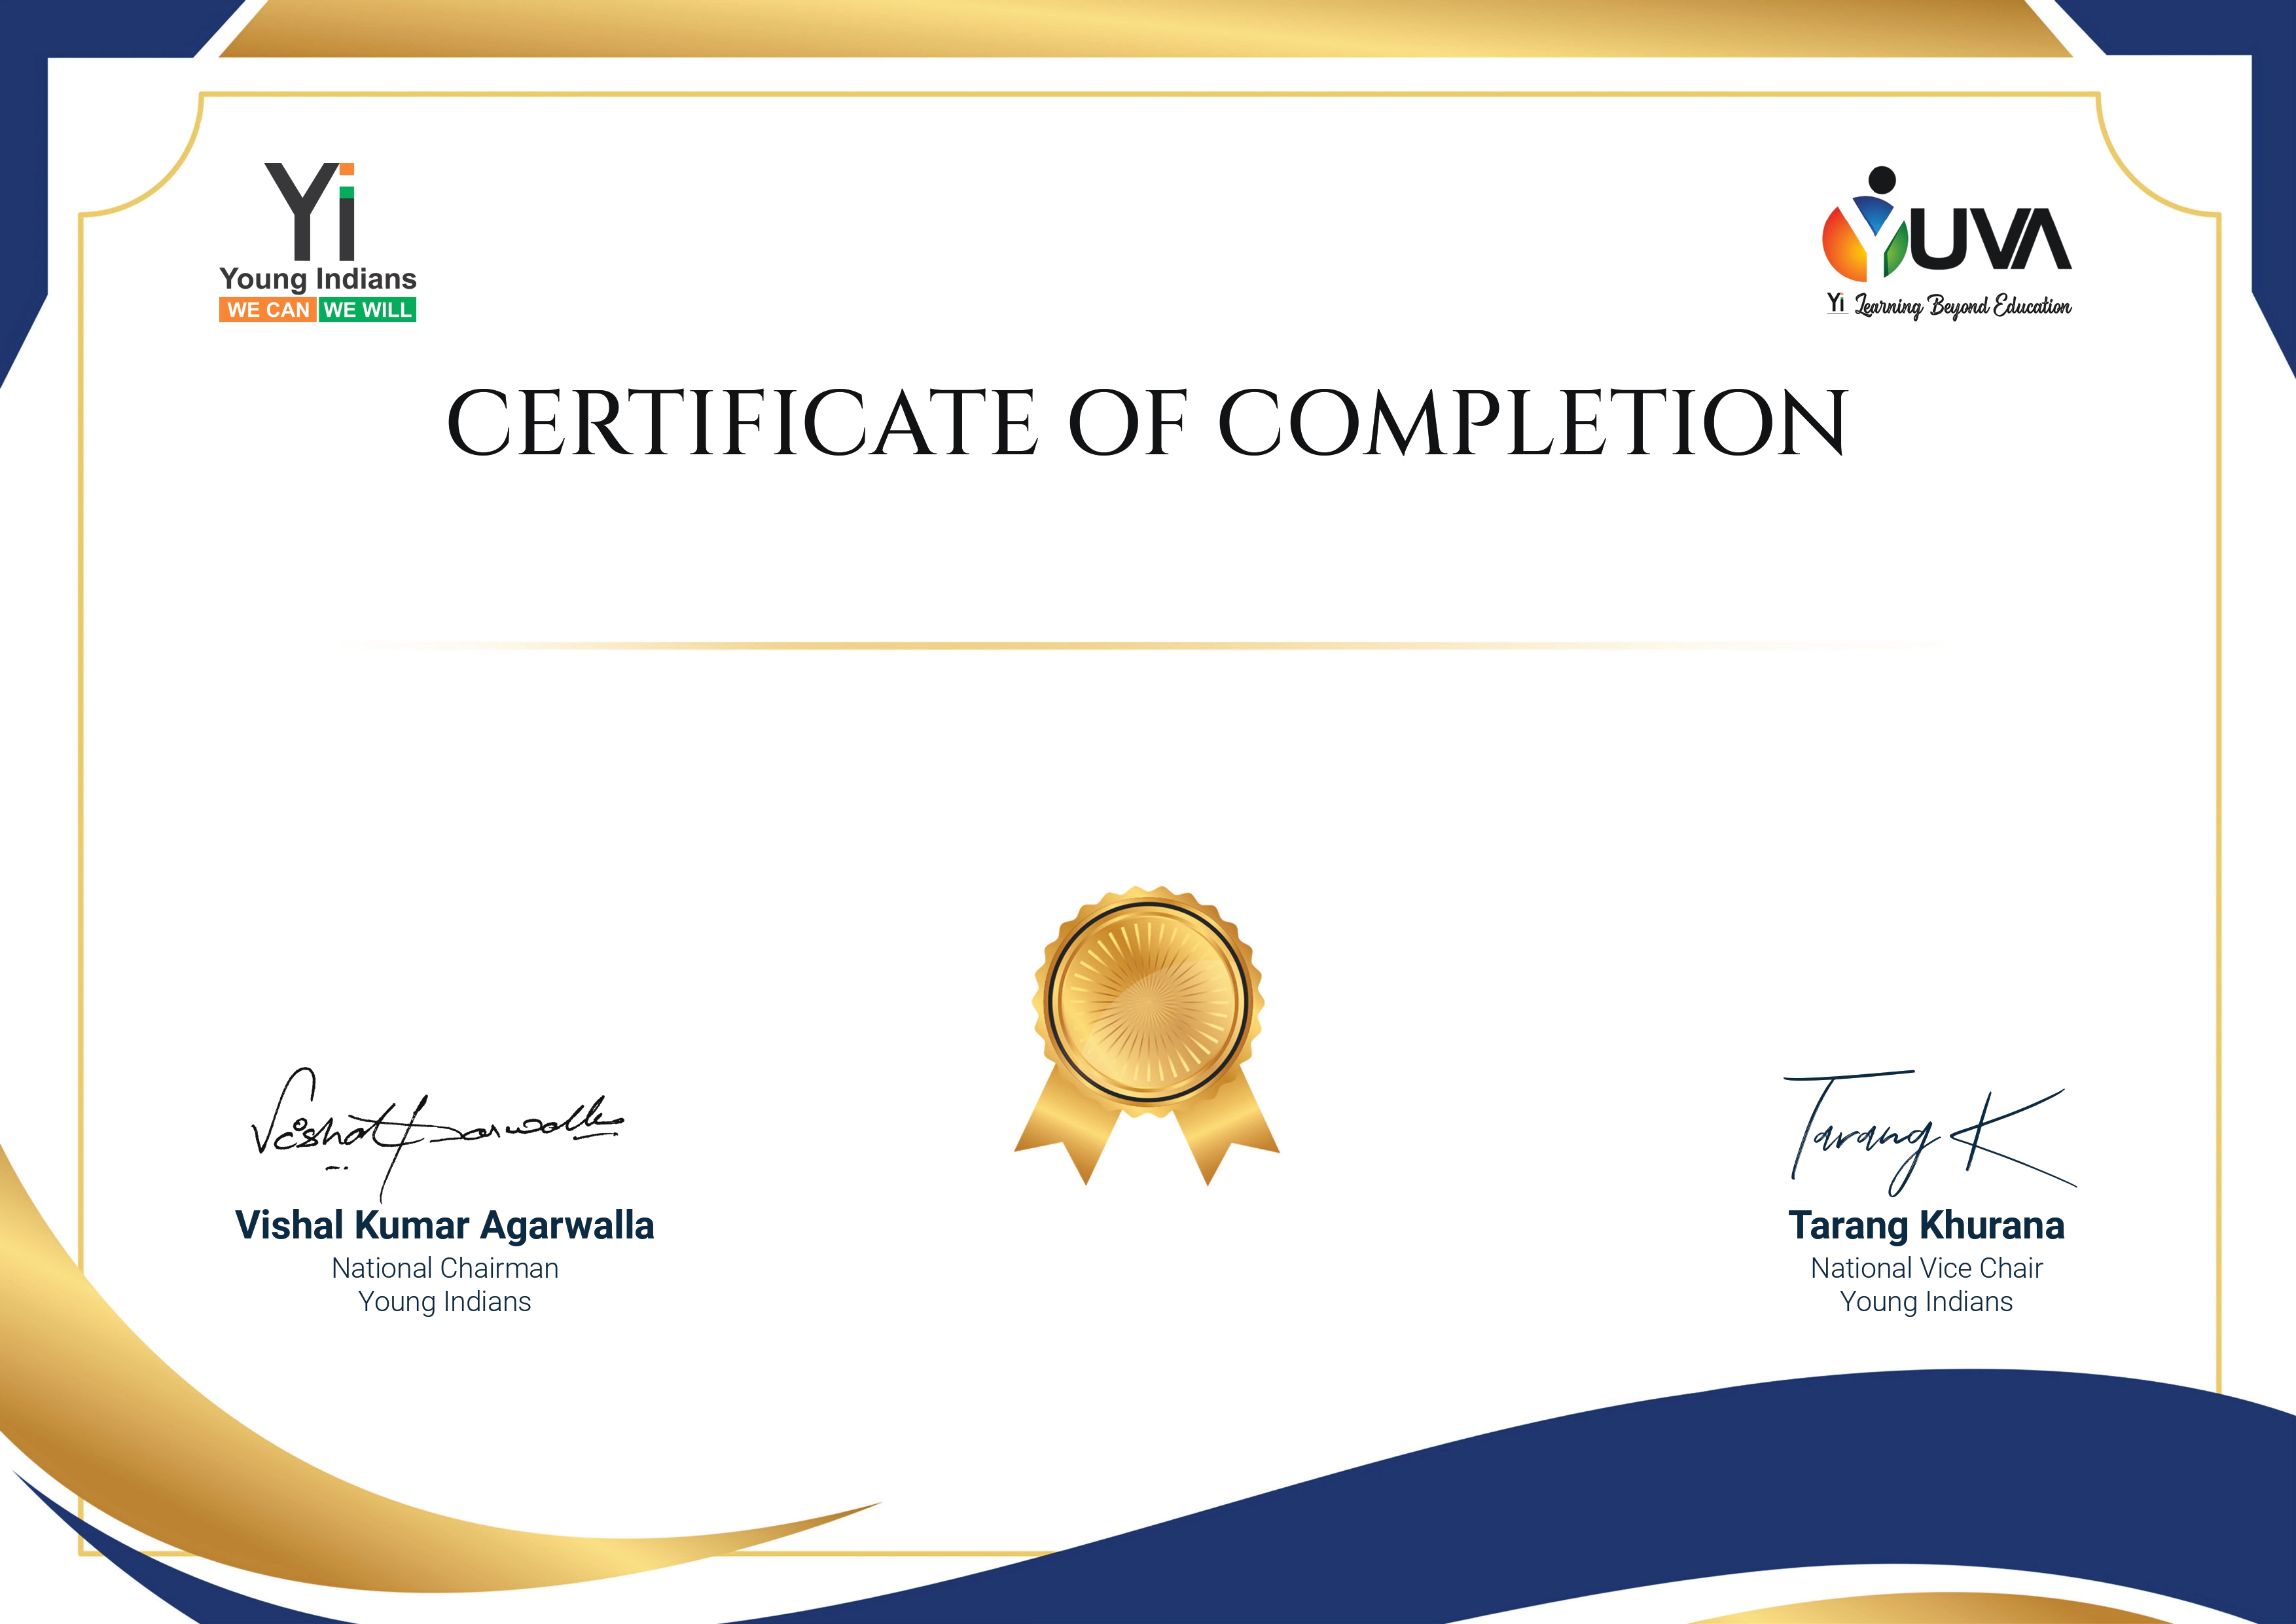 Yi
Young Indians
WE CAN WE WILL
YUVA
Yi Learning Beyond Education
CERTIFICATE OF COMPLETION
Vishal Agarwalla
Tarang K
Vishal Kumar Agarwalla
National Chairman
Young Indians
Tarang Khurana
National Vice Chair
Young Indians